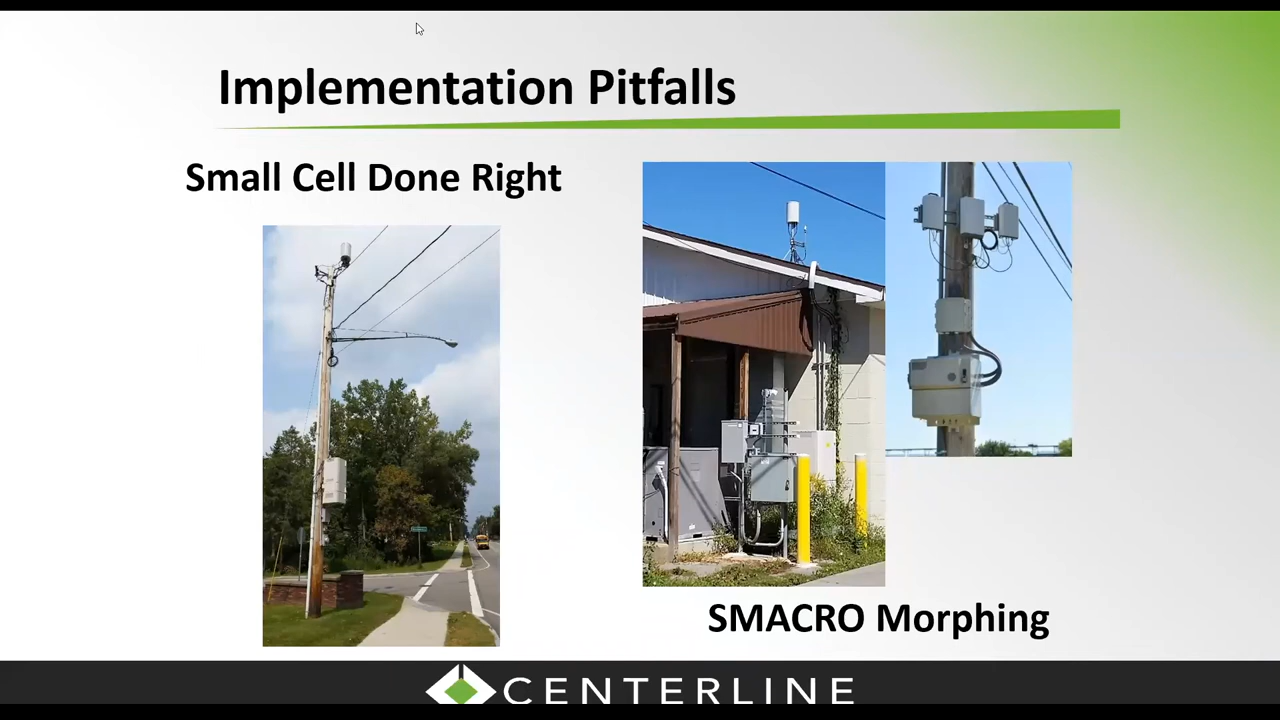 Implementation Pitfalls
Small Cell Done Right
SMACRO Morphing
CENTERLINE